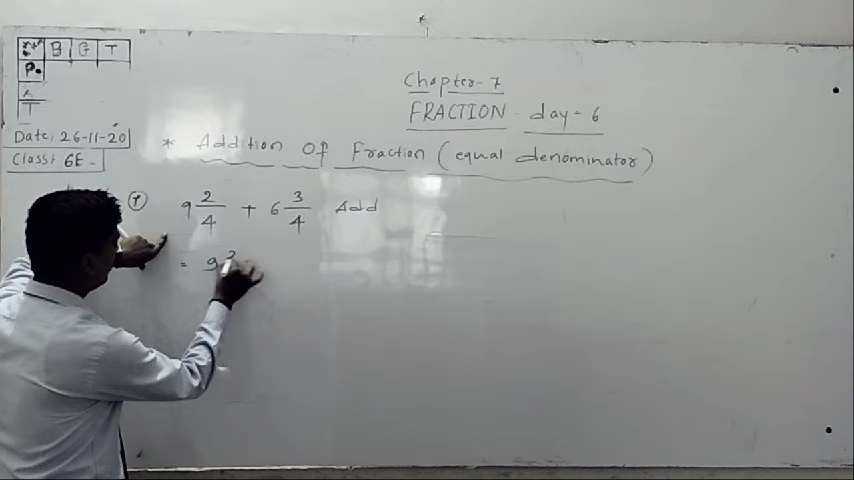 B G T
P.
A
T
Chapter-7
FRACTION day-6
Date: 26-11-20
Class: 6E -
* Addition Of Fraction (equal denominator)
9 2/4 + 6 3/4 Add
= 9 2